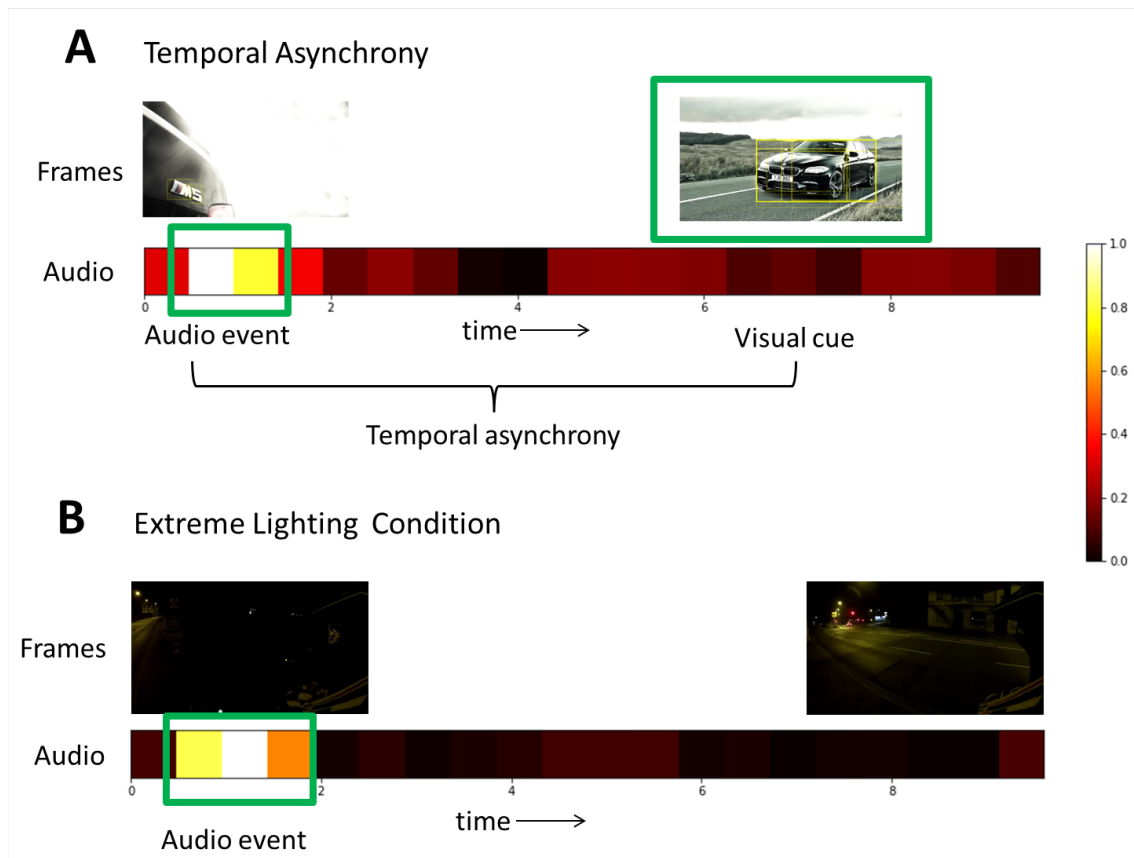 A Temporal Asynchrony
Frames
M5
Audio
0 2 4 6 8
Audio event time Visual cue
Temporal asynchrony
1.0
0.8
0.6
0.4
0.2
0.0
B Extreme Lighting Condition
Frames
Audio
0 2 4 6 8
time
Audio event